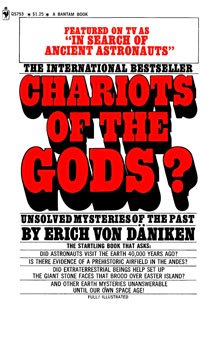 Q5753 • $1.25 • A BANTAM BOOK
FEATURED ON TV AS
"IN SEARCH OF
ANCIENT ASTRONAUTS"
THE INTERNATIONAL BESTSELLER
CHARIOTS
OF THE
GODS?
UNSOLVED MYSTERIES OF THE PAST
BY ERICH VON DÄNIKEN
THE STARTLING BOOK THAT ASKS:
DID ASTRONAUTS VISIT THE EARTH 40,000 YEARS AGO?
IS THERE EVIDENCE OF A PREHISTORIC AIRFIELD IN THE ANDES?
DID EXTRATERRESTRIAL BEINGS HELP SET UP
THE GIANT STONE FACES THAT BROOD OVER EASTER ISLAND?
AND OTHER EARTH MYSTERIES UNANSWERABLE
UNTIL OUR OWN SPACE AGE!
FULLY ILLUSTRATED